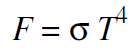 F = σ T⁴